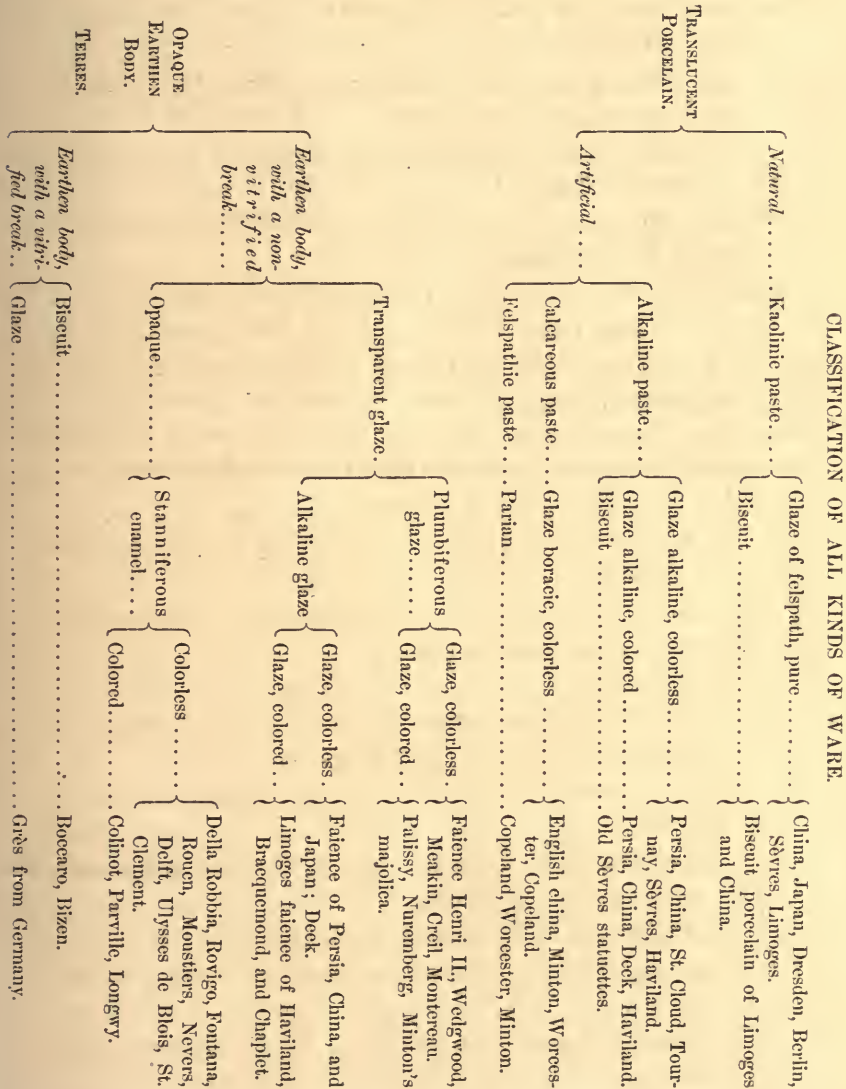 CLASSIFICATION OF ALL KINDS OF WARE.
TRANSLUCENT
PORCELAIN.
Natural ........ Kaolinic paste....
Glaze of felspath, pure ........
China, Japan, Dresden, Berlin,
Sèvres, Limoges.
Biscuit ................
Biscuit porcelain of Limoges
and China.
Artificial .....
Alkaline paste....
Glaze alkaline, colorless ......
Persia, China, St. Cloud, Tour-
nay, Sèvres, Haviland.
Glaze alkaline, colored ......... Persia, China, Deck, Haviland.
Biscuit ..................... Old Sèvres statuettes.
Calcareous paste.... Glaze boracic, colorless .......
English china, Minton, Worces-
ter, Copeland.
Felspathic paste .... Parian........................ Copeland, Worcester, Minton.
OPAQUE
EARTHEN
BODY.
TERRES.
Earthen body,
with a non-
vitrified
break......
Transparent glaze.
Plumbiferous
glaze......
Glaze, colorless .
Faience Henri II., Wedgwood,
Meakin, Creil, Montereau.
Glaze, colored ..
Palissy, Nuremberg, Minton's
majolica.
Alkaline glaze
Glaze, colorless .
Faience of Persia, China, and
Japan; Deck.
Glaze, colored ..
Limoges faience of Haviland,
Bracquemond, and Chaplet.
Opaque..........
Stanniferous
enamel....
Colorless ......
Della Robbia, Rovigo, Fontana,
Rouen, Moustiers, Nevers,
Delft, Ulysses de Blois, St.
Clement.
Colored.......... Colinot, Parville, Longwy.
Earthen body,
with a vitri-
fied break..
Biscuit ............................................. Boccaro, Bizen.
Glaze ............................................... Grès from Germany.